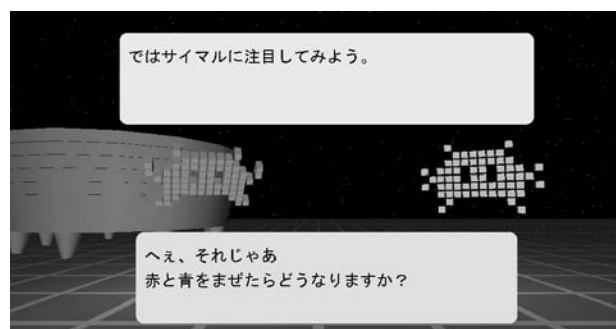 ではサイマルに注目してみよう。
へぇ、それじゃあ
赤と青をまぜたらどうなりますか？